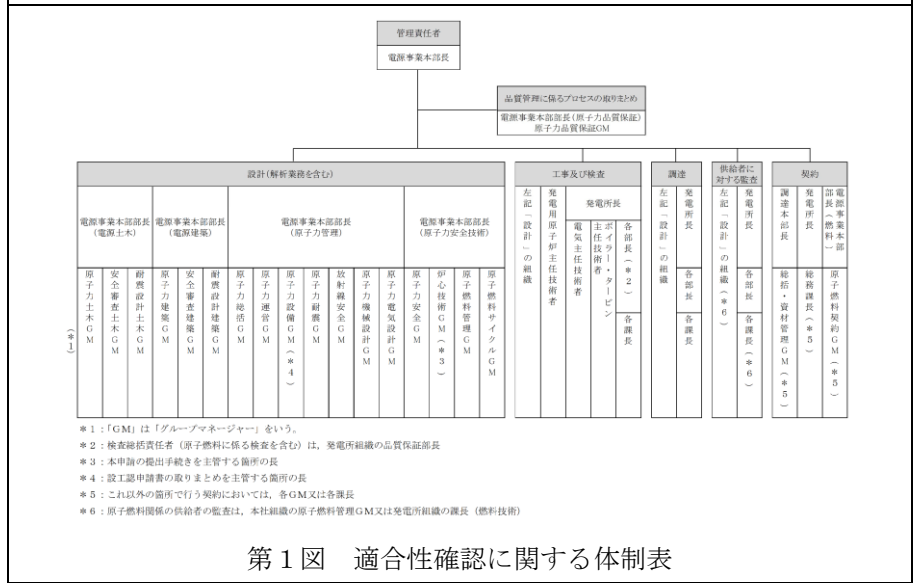 管理責任者
電源事業本部長
品質管理に係るプロセスの取りまとめ
電源事業本部部長(原子力品質保証)
原子力品質保証GM
設計(解析業務を含む)
電源事業本部部長
(電源土木)
電源事業本部部長
(電源建築)
電源事業本部部長
(原子力管理)
電源事業本部部長
(原子力安全技術)
(*1)
原子力土木GM
安全審査土木GM
耐震設計土木GM
原子力建築GM
安全審査建築GM
耐震設計建築GM
原子力総括GM
原子力運営GM
原子力設備GM(*4)
原子力耐震GM
放射線安全GM
原子力機械設計GM
原子力電気設計GM
原子力安全GM
炉心技術GM(*3)
原子燃料管理GM
原子燃料サイクルGM
工事及び検査
左記「設計」の組織
発電用原子炉主任技術者
発電所長
電気主任技術者
ボイラー・タービン
主任技術者
各部長(*2)
各課長
調達
左記「設計」の組織
発電所長
各部長
各課長
供給者に
対する監査
左記「設計」の組織(*6)
発電所長
各部長
各課長(*6)
契約
調達本部長
総括・資材管理GM(*5)
発電所長
総務課長(*5)
電源事業本部
部長(燃料)
原子燃料契約GM(*5)
*1:「GM」は「グループマネージャー」をいう。
*2:検査総括責任者(原子燃料に係る検査を含む)は,発電所組織の品質保証部長
*3:本申請の提出手続きを主管する箇所の長
*4:設工認申請書の取りまとめを主管する箇所の長
*5:これ以外の箇所で行う契約においては,各GM又は各課長
*6:原子燃料関係の供給者の監査は,本社組織の原子燃料管理GM又は発電所組織の課長(燃料技術)
第1図 適合性確認に関する体制表